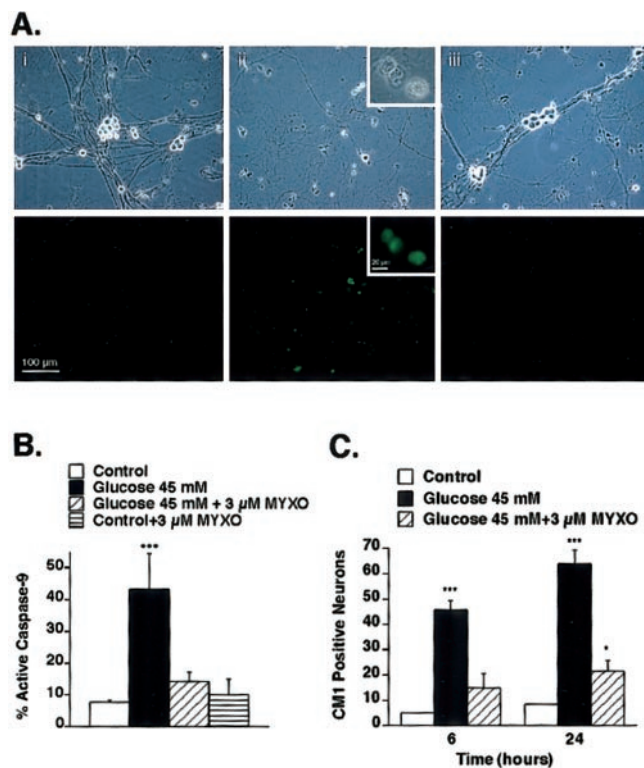 A.
i
ii
iii
20 µm
100 µm
B.
Control
Glucose 45 mM
Glucose 45 mM + 3 µM MYXO
Control+3 µM MYXO
***
% Active Caspase-9
50
40
30
20
10
C.
Control
Glucose 45 mM
Glucose 45 mM+3 µM MYXO
***
***
*
CM1 Positive Neurons
70
60
50
40
30
20
10
0
6
24
Time (hours)